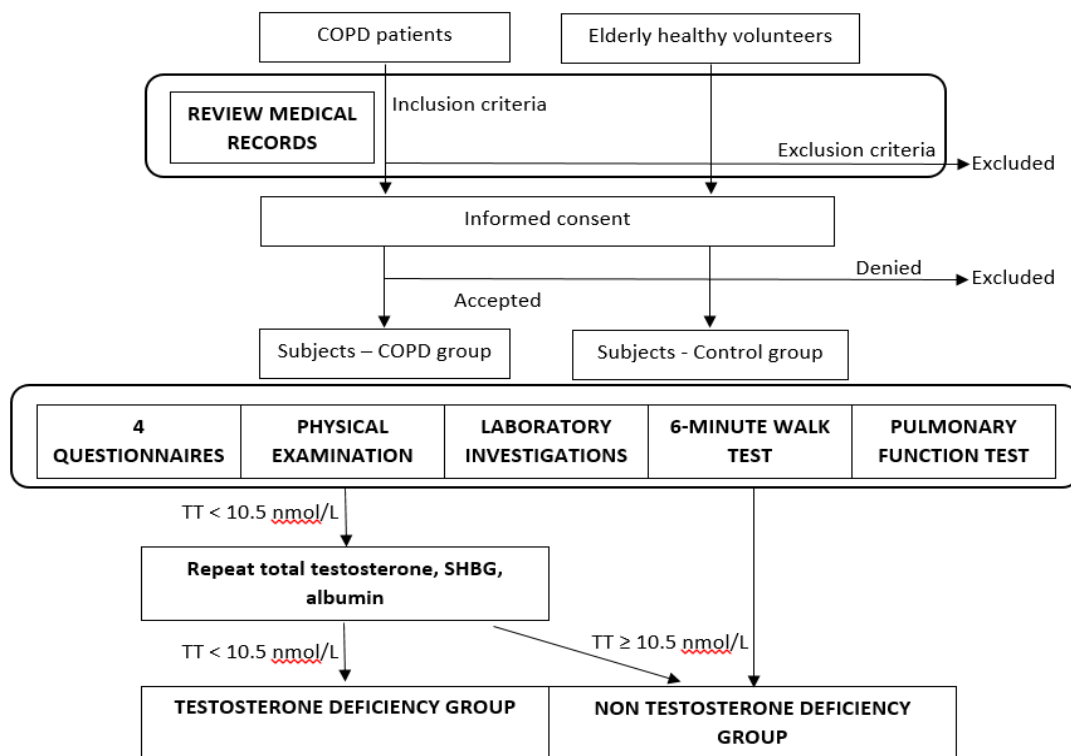 COPD patients
Elderly healthy volunteers
REVIEW MEDICAL
RECORDS
Inclusion criteria
Exclusion criteria
Excluded
Informed consent
Denied
Excluded
Accepted
Subjects – COPD group
Subjects - Control group
4
QUESTIONNAIRES
PHYSICAL
EXAMINATION
LABORATORY
INVESTIGATIONS
6-MINUTE WALK
TEST
PULMONARY
FUNCTION TEST
TT < 10.5 nmol/L
Repeat total testosterone, SHBG,
albumin
TT < 10.5 nmol/L
TT ≥ 10.5 nmol/L
TESTOSTERONE DEFICIENCY GROUP
NON TESTOSTERONE DEFICIENCY
GROUP